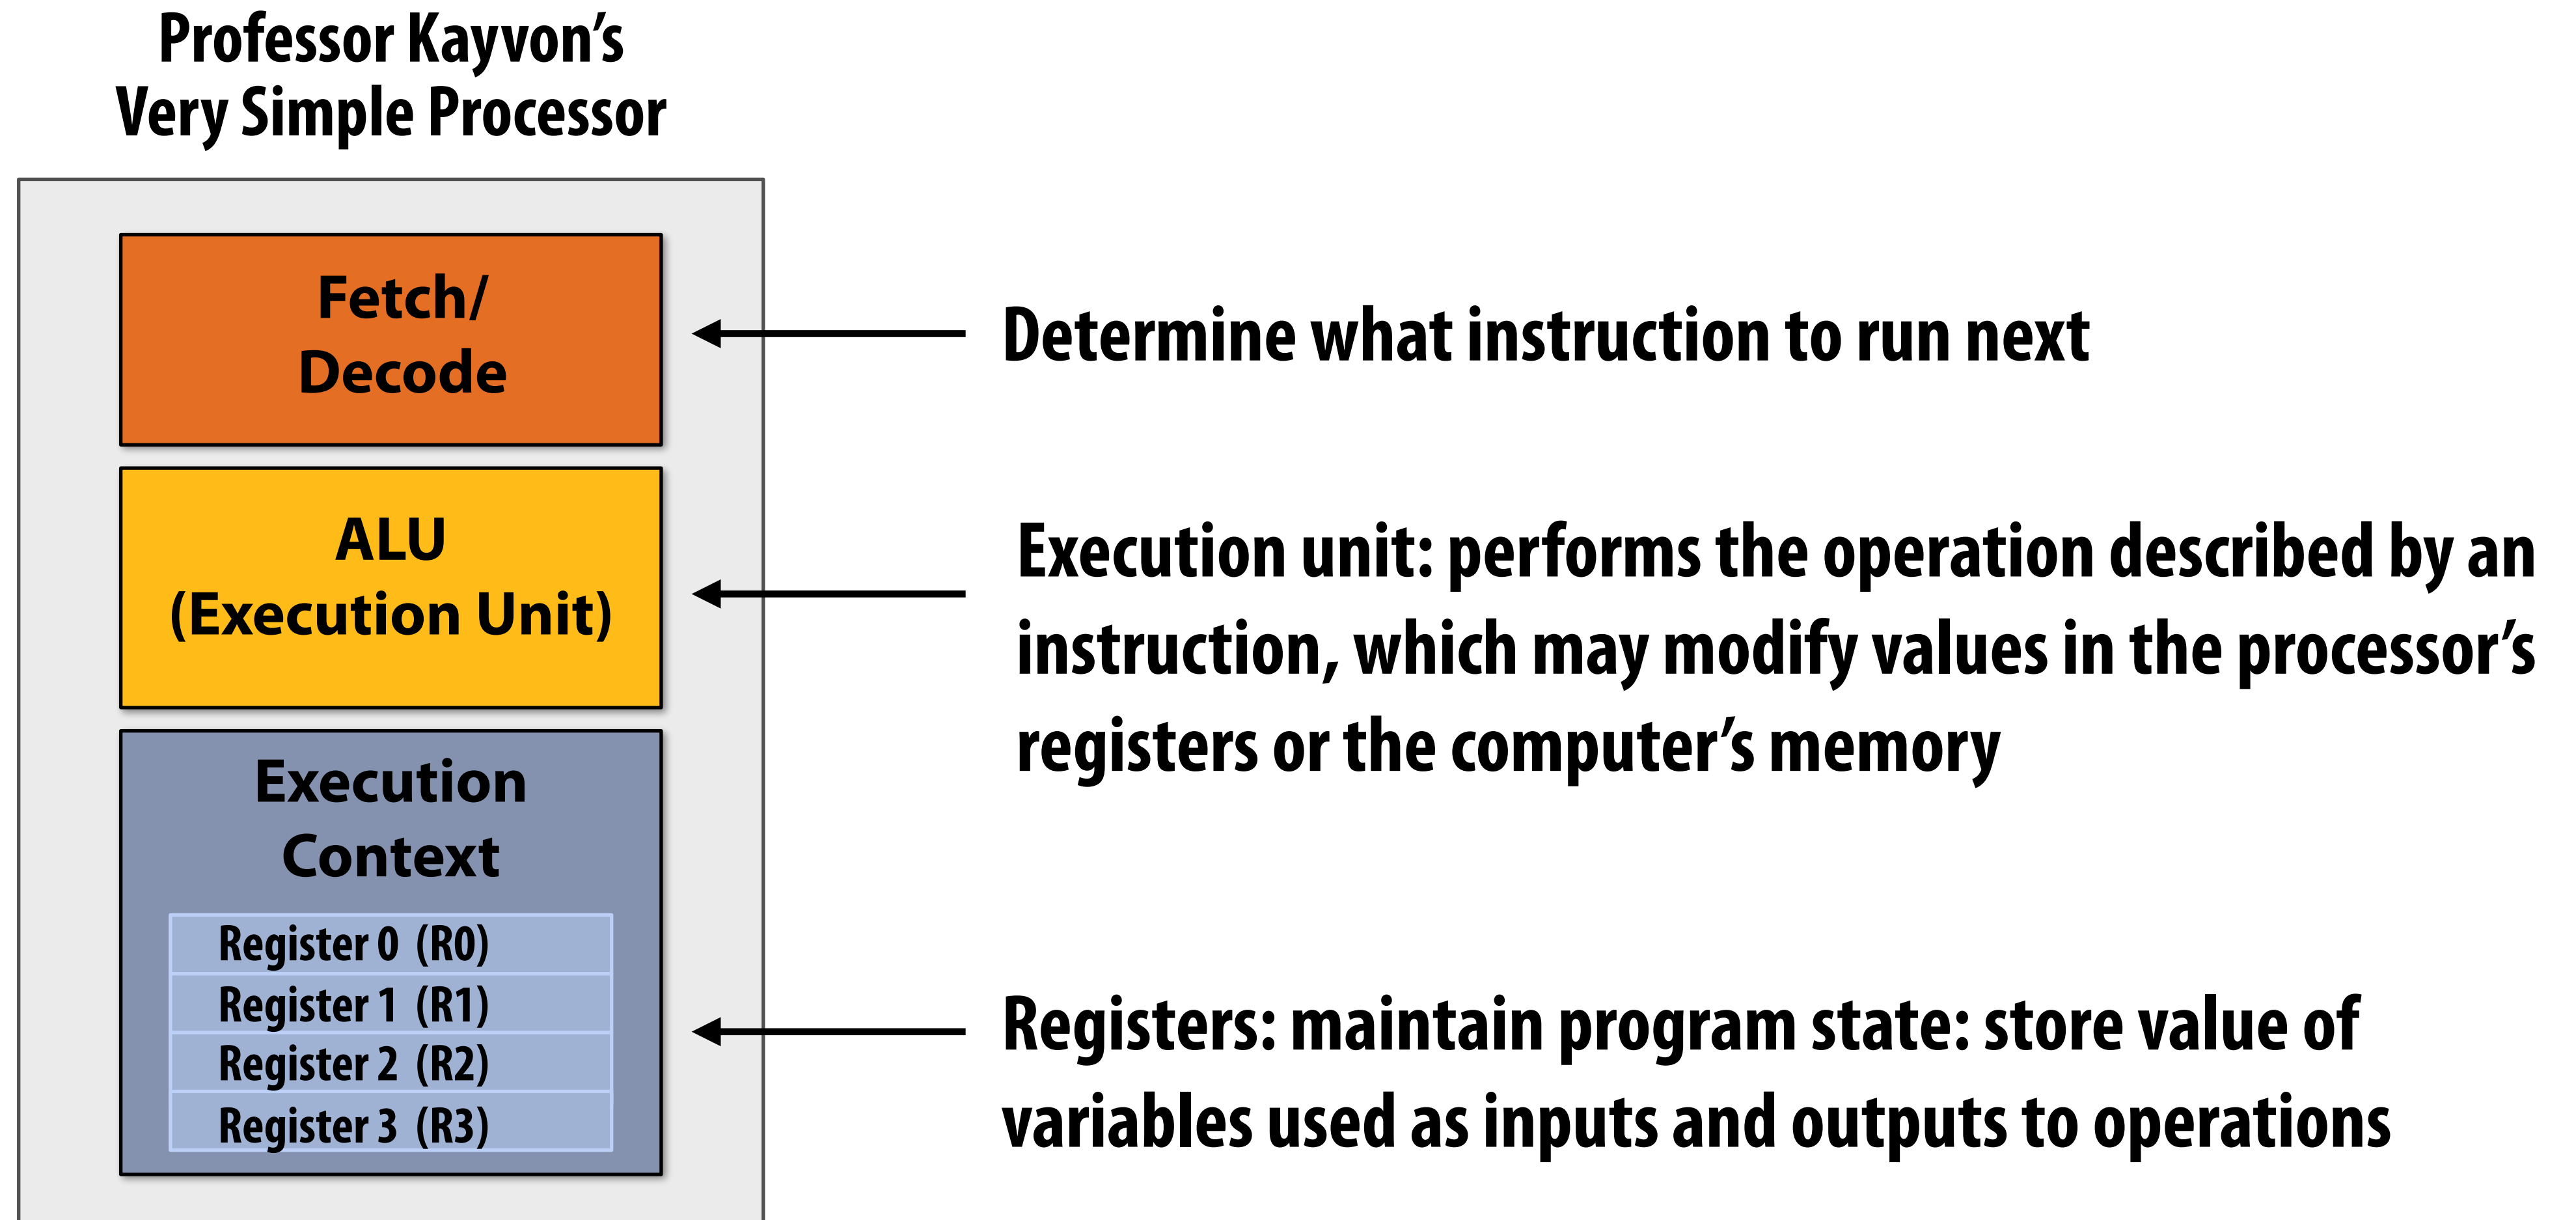 Professor Kayvon’s
Very Simple Processor
Fetch/
Decode
Determine what instruction to run next
ALU
(Execution Unit)
Execution unit: performs the operation described by an
instruction, which may modify values in the processor’s
registers or the computer’s memory
Execution
Context
Register 0 (R0)
Register 1 (R1)
Register 2 (R2)
Register 3 (R3)
Registers: maintain program state: store value of
variables used as inputs and outputs to operations